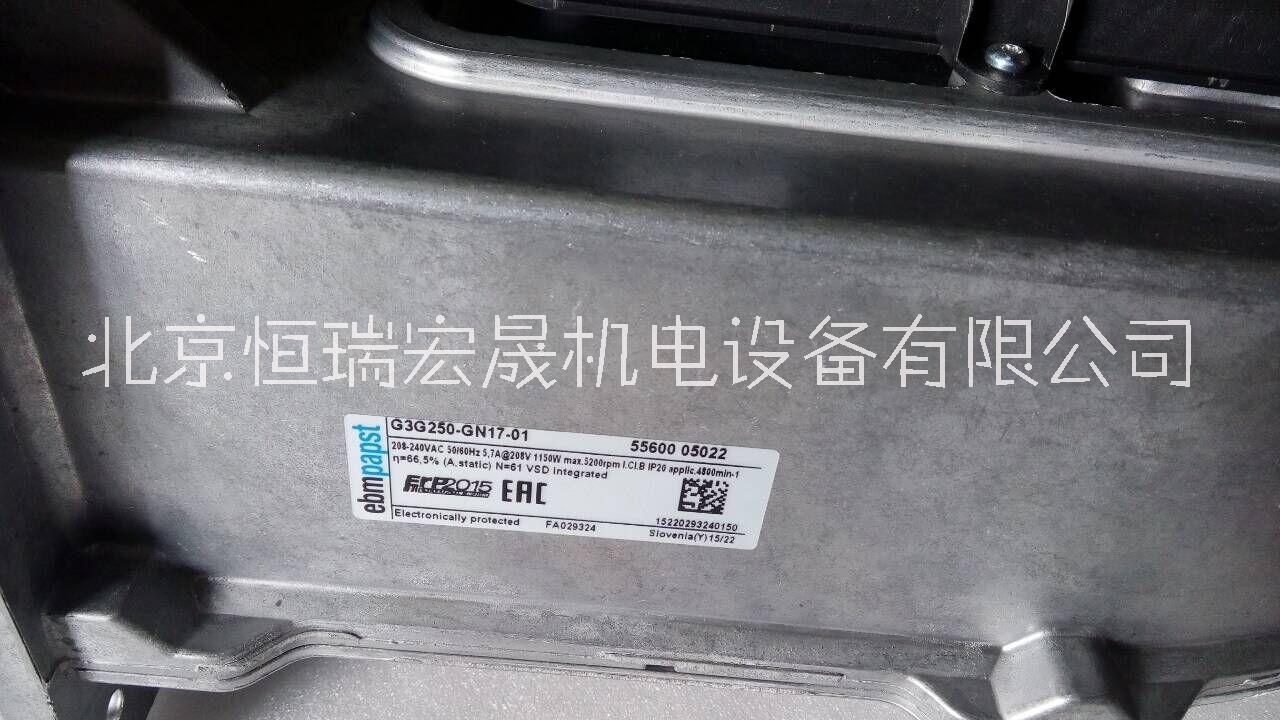 北京恒瑞宏晟机电设备有限公司
ebmpapst
G3G250-GN17-01 55600 05022
208-240VAC 50/60Hz 5,7A@208V 1150W max.5200rpm I.Cl.B IP20 applic.4800min-1
η=66,5% (A.static) N=61 VSD integrated
ErP2015 EAC
Electronically protected FA029324 15220293240150
Slovenia(Y)15/22